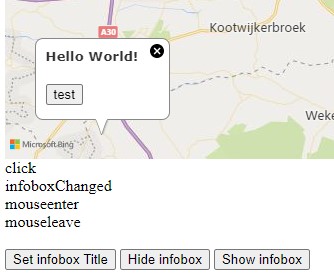 Kootwijkerbroek
A30
Hello World!
test
Weke
Microsoft Bing
click
infoboxChanged
mouseenter
mouseleave
Set infobox Title Hide infobox Show infobox